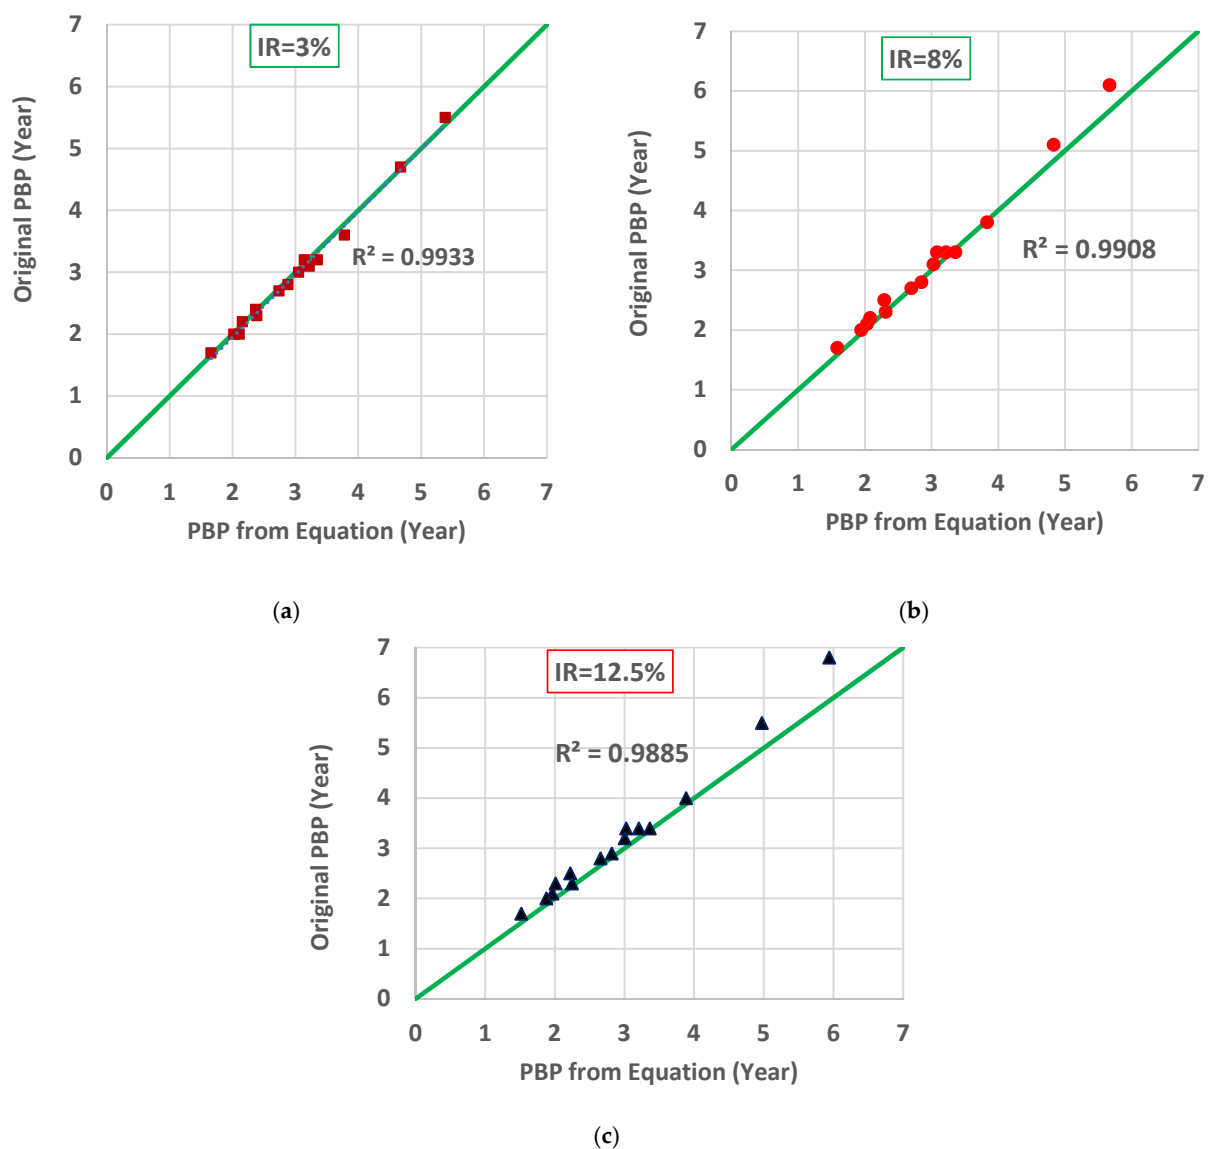 IR=3%
7
6
5
4
3
2
1
0
Original PBP (Year)
R² = 0.9933
0 1 2 3 4 5 6 7
PBP from Equation (Year)
(a)
IR=8%
7
6
5
4
3
2
1
0
Original PBP (Year)
R² = 0.9908
0 1 2 3 4 5 6 7
PBP from Equation (Year)
(b)
IR=12.5%
7
6
5
4
3
2
1
0
Original PBP (Year)
R² = 0.9885
0 1 2 3 4 5 6 7
PBP from Equation (Year)
(c)